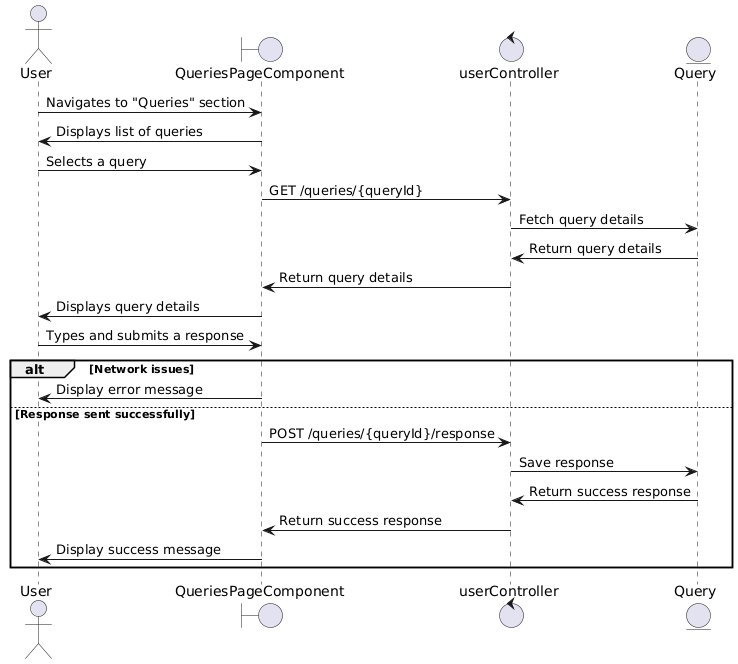 User
QueriesPageComponent
userController
Query
Navigates to "Queries" section
Displays list of queries
Selects a query
GET /queries/{queryId}
Fetch query details
Return query details
Return query details
Displays query details
Types and submits a response
alt [Network issues]
Display error message
[Response sent successfully]
POST /queries/{queryId}/response
Save response
Return success response
Return success response
Display success message
User
QueriesPageComponent
userController
Query